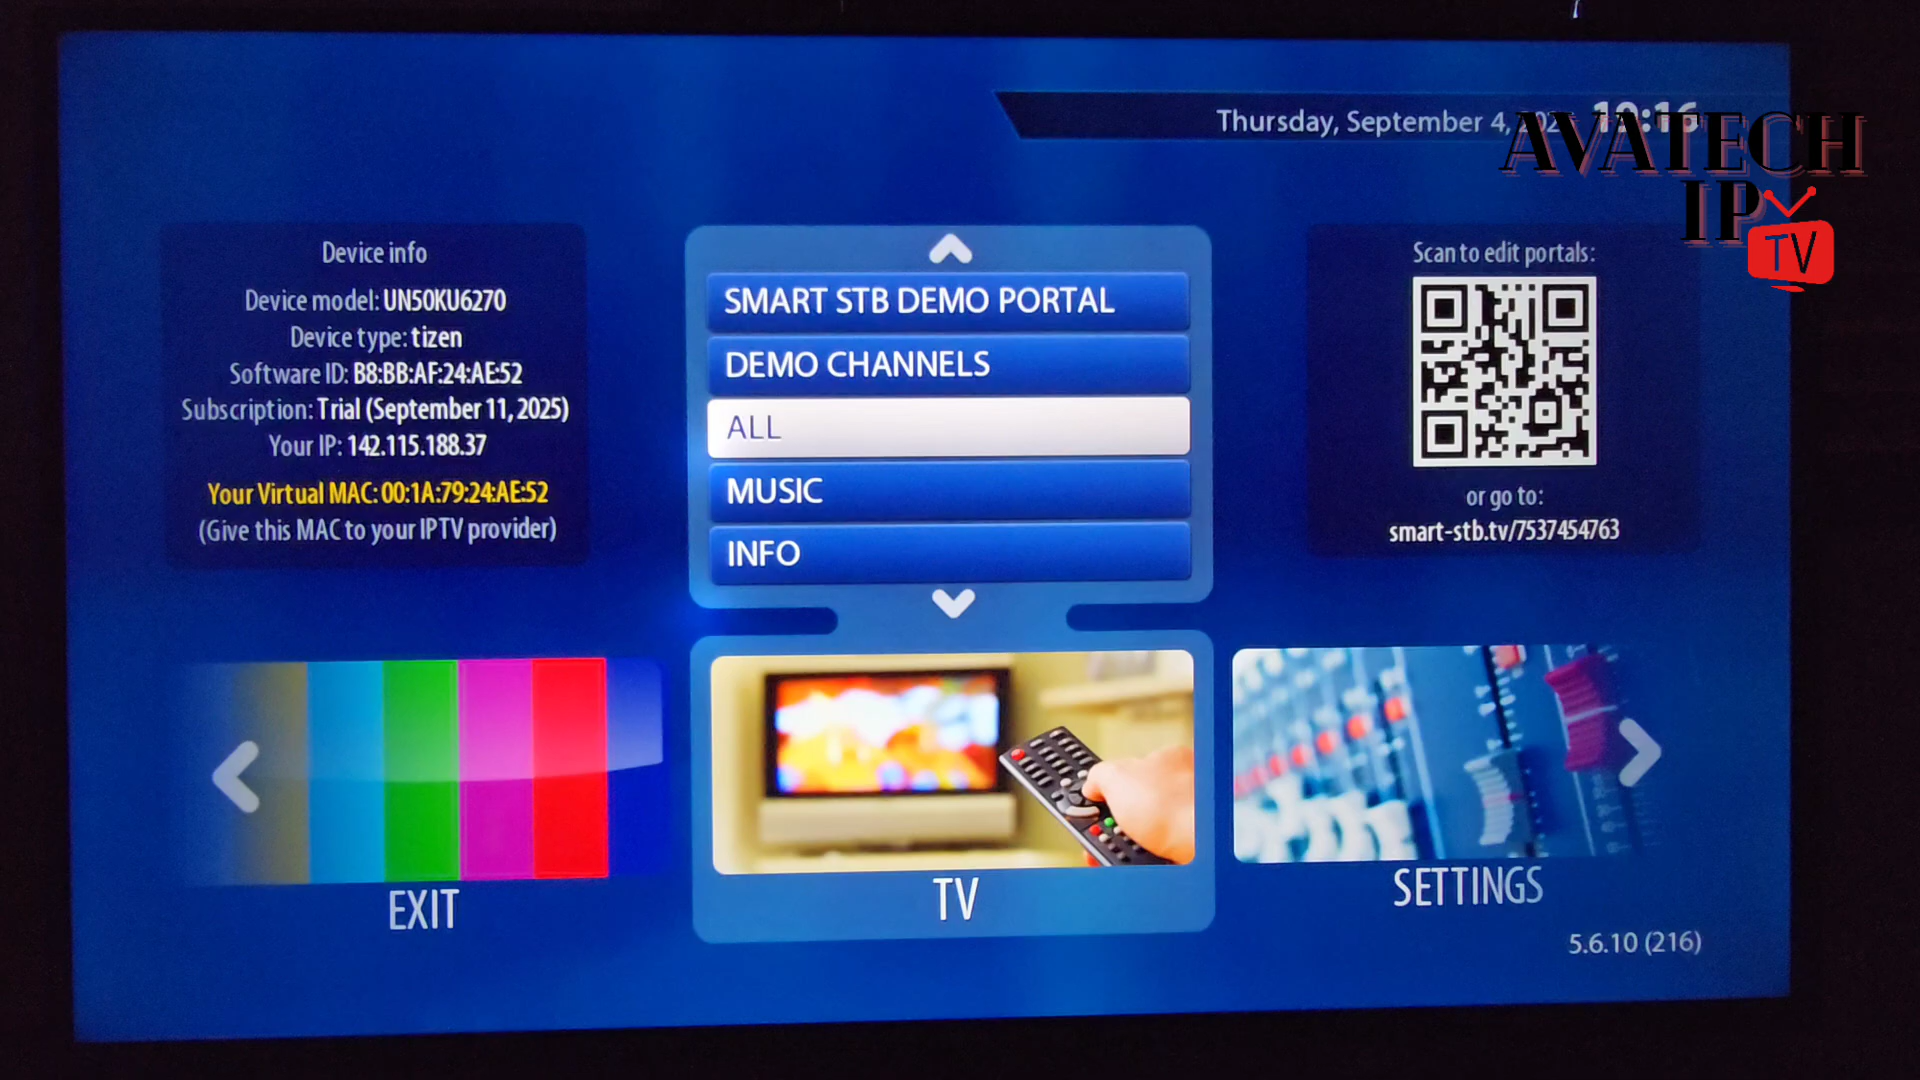 Thursday, September 4, 19:16
AVATECH
IP
TV
Device info
Device model: UN50KU6270
Device type: tizen
Software ID: B8:BB:AF:24:AE:52
Subscription: Trial (September 11, 2025)
Your IP: 142.115.188.37
Your Virtual MAC: 00:1A:79:24:AE:52
(Give this MAC to your IPTV provider)
SMART STB DEMO PORTAL
DEMO CHANNELS
ALL
MUSIC
INFO
Scan to edit portals:
or go to:
smart-stb.tv/7537454763
EXIT
TV
SETTINGS
5.6.10 (216)